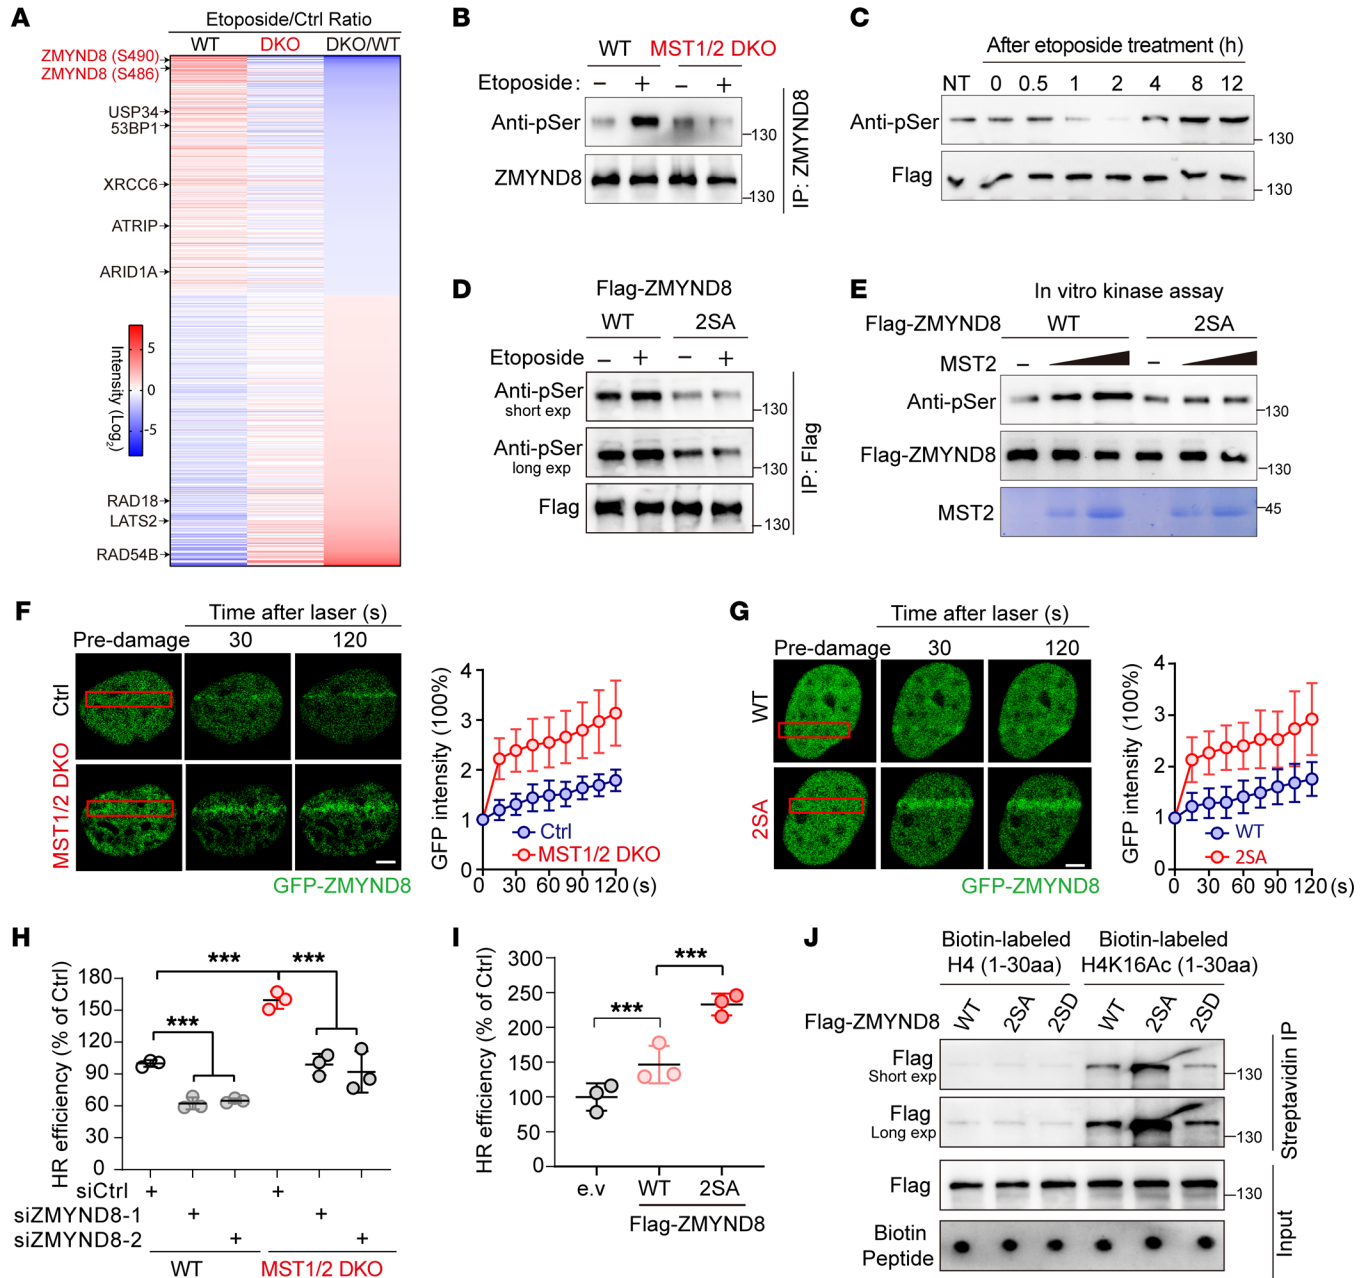 A
Etoposide/Ctrl Ratio
WT DKO DKO/WT
ZMYND8 (S490)
ZMYND8 (S486)
USP34
53BP1
XRCC6
ATRIP
ARID1A
5
0
-5
Intensity (Log2)
RAD18
LATS2
RAD54B
B
WT MST1/2 DKO
Etoposide: – + – +
Anti-pSer
–130
ZMYND8
–130
IP: ZMYND8
C
After etoposide treatment (h)
NT 0 0.5 1 2 4 8 12
Anti-pSer
– 130
Flag
– 130
D
Flag-ZMYND8
WT 2SA
Etoposide – + – +
Anti-pSer
short exp
–130
Anti-pSer
long exp
–130
Flag
– 130
IP: Flag
E
In vitro kinase assay
Flag-ZMYND8 WT 2SA
MST2 – –
Anti-pSer
–130
Flag-ZMYND8
–130
MST2
–45
F
Time after laser (s)
Pre-damage 30 120
Ctrl
MST1/2 DKO
GFP-ZMYND8
GFP intensity (100%)
4
3
2
1
0
Ctrl
MST1/2 DKO
0 30 60 90 120 (s)
G
Time after laser (s)
Pre-damage 30 120
WT
2SA
GFP-ZMYND8
GFP intensity (100%)
4
3
2
1
0
WT
2SA
0 30 60 90 120 (s)
H
HR efficiency (% of Ctrl)
180
150
120
90
60
30
0
*** *** ***
siCtrl + +
siZMYND8-1 + +
siZMYND8-2 + +
WT MST1/2 DKO
I
HR efficiency (% of Ctrl)
300
250
200
150
100
50
0
*** ***
e.v WT 2SA
Flag-ZMYND8
J
Biotin-labeled Biotin-labeled
H4 (1-30aa) H4K16Ac (1-30aa)
Flag-ZMYND8 WT 2SA 2SD WT 2SA 2SD
Flag
Short exp
–130
Flag
Long exp
–130
Streptavidin IP
Flag
–130
Biotin
Peptide
Input